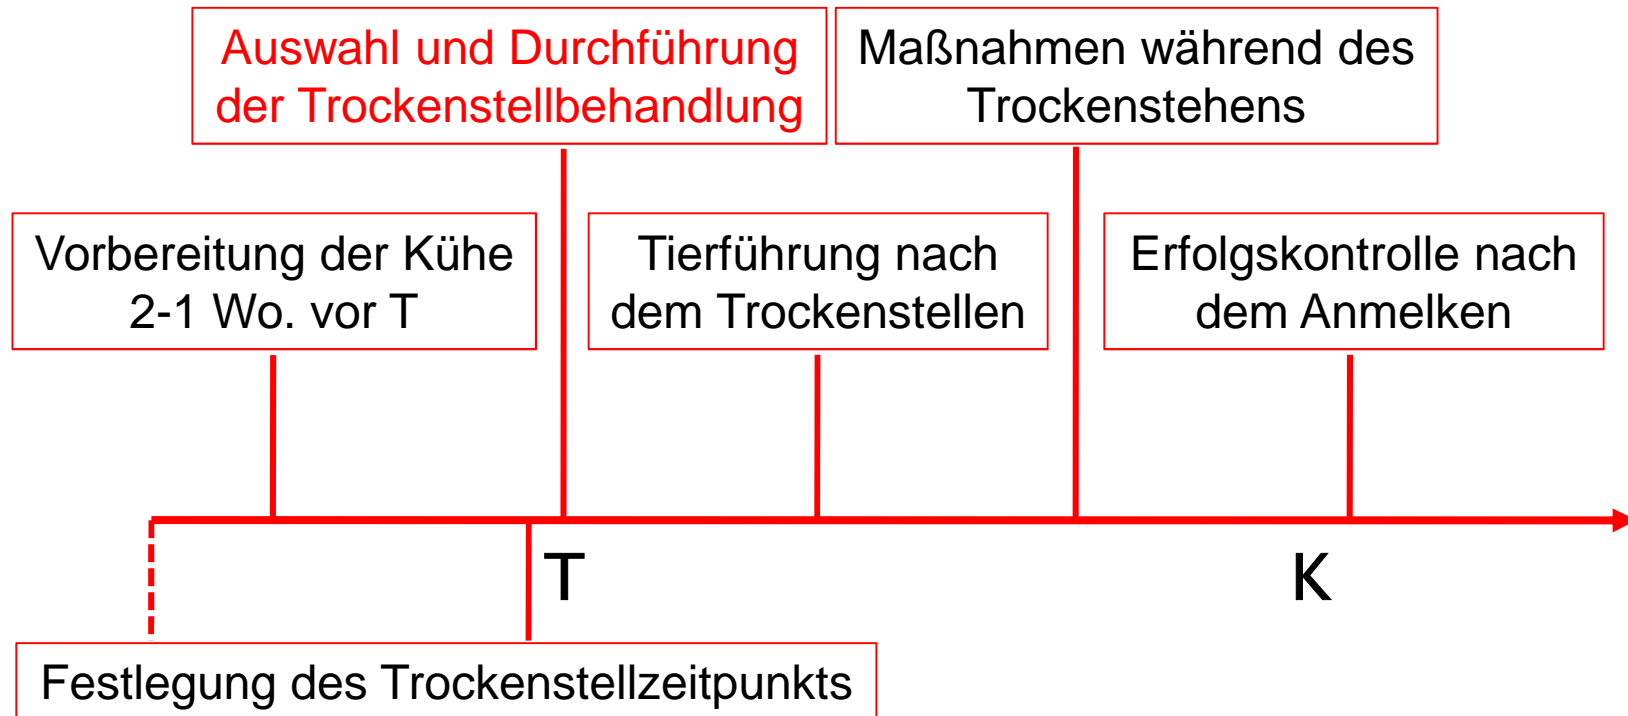 Auswahl und Durchführung
der Trockenstellbehandlung
Maßnahmen während des
Trockenstehens
Vorbereitung der Kühe
2-1 Wo. vor T
Tierführung nach
dem Trockenstellen
Erfolgskontrolle nach
dem Anmelken
T
K
Festlegung des Trockenstellzeitpunkts